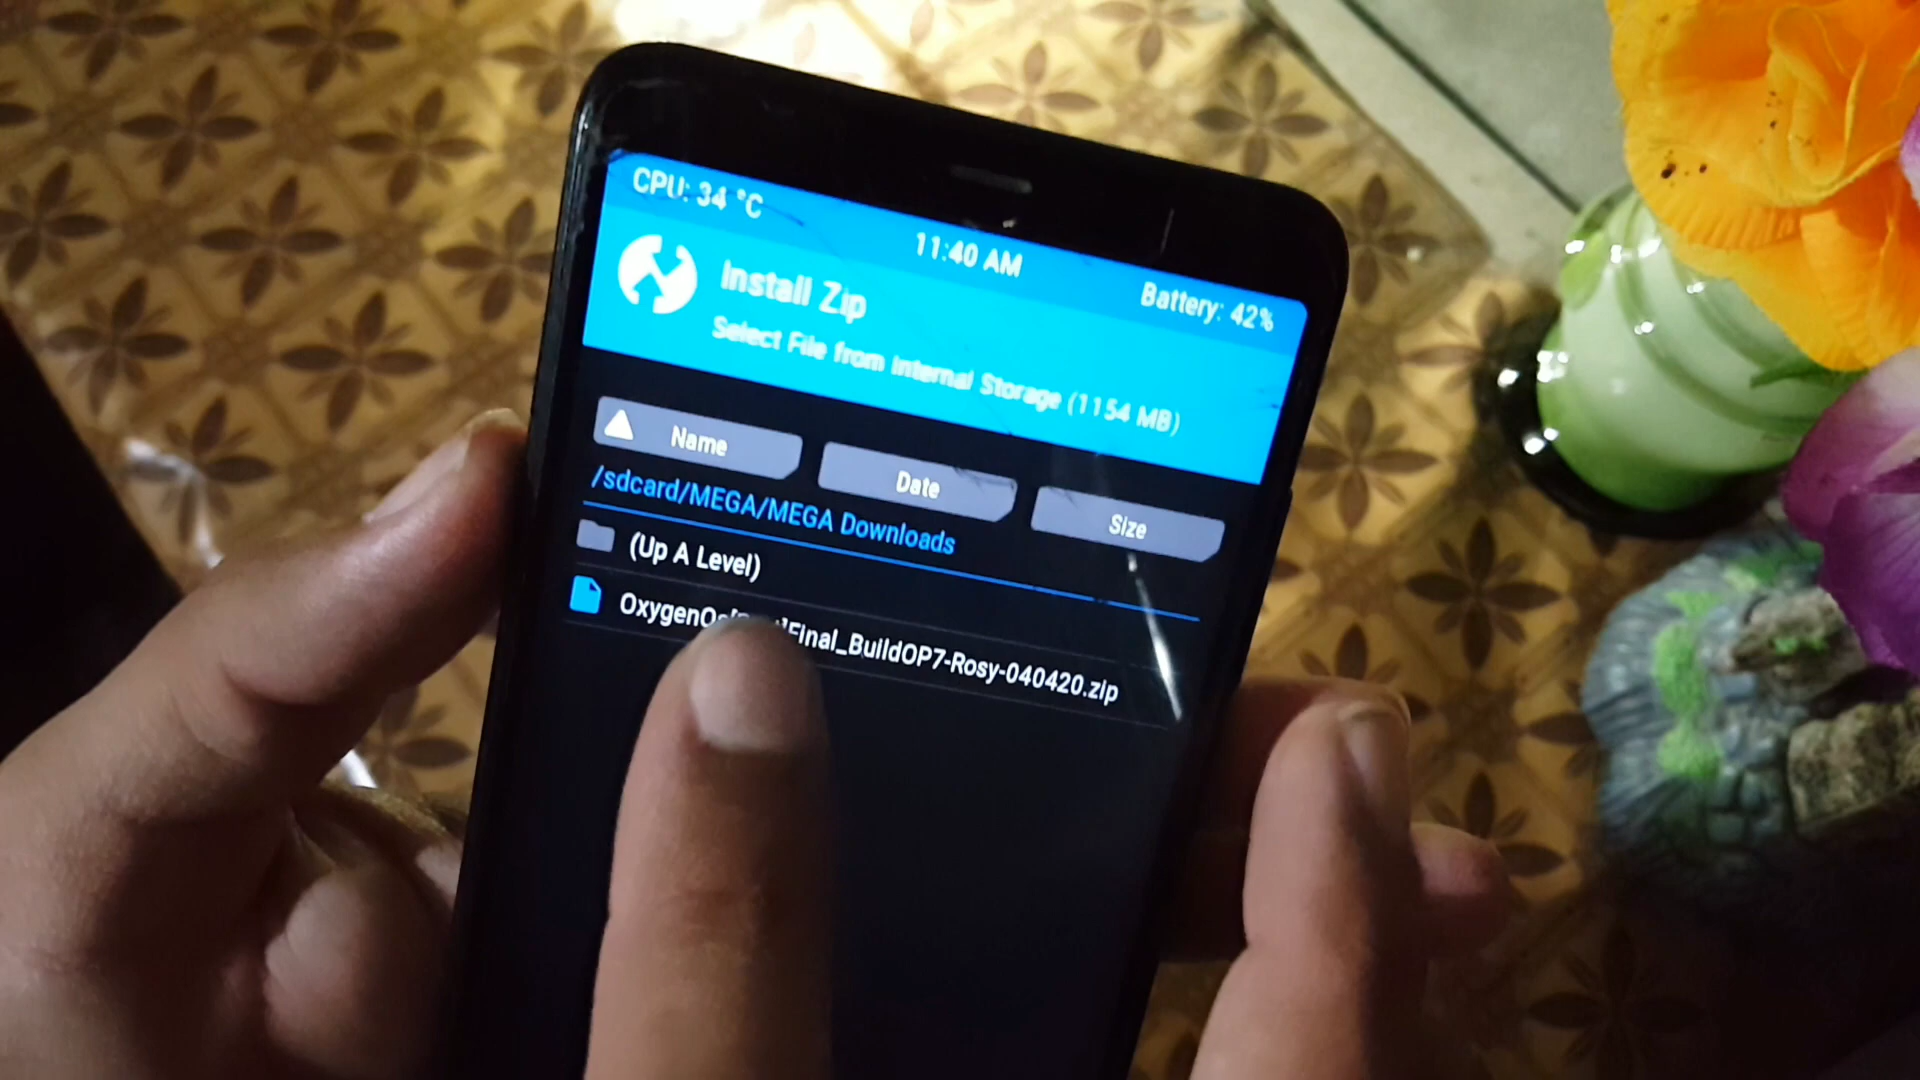 CPU: 34 °C
11:40 AM
Battery: 42%
Install Zip
Select File from Internal Storage (1154 MB)
Name
Date
Size
/sdcard/MEGA/MEGA Downloads
(Up A Level)
]Final_BuildOP7-Rosy-040420.zip